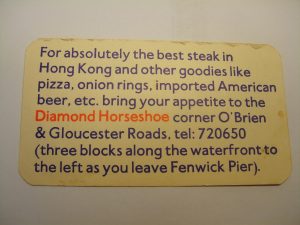 For absolutely the best steak in
Hong Kong and other goodies like
pizza, onion rings, imported American
beer, etc. bring your appetite to the
Diamond Horseshoe corner O'Brien
& Gloucester Roads, tel: 720650
(three blocks along the waterfront to
the left as you leave Fenwick Pier).